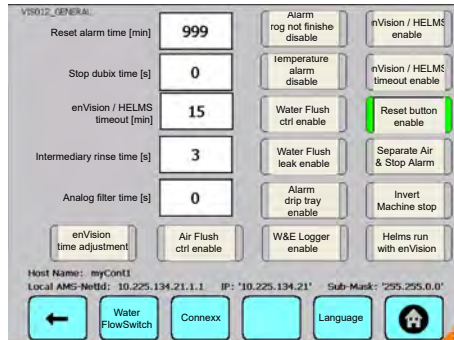 VIS012_GENERAL
Reset alarm time [min]
999
Alarm
rog not finishe
disable
nVision / HELMS
enable
Stop dubix time [s]
0
Temperature
alarm
disable
nVision / HELMS
timeout enable
enVision / HELMS
timeout [min]
15
Water Flush
ctrl enable
Reset button
enable
Intermediary rinse time [s]
3
Water Flush
leak enable
Separate Air
& Stop Alarm
Analog filter time [s]
0
Alarm
drip tray
enable
Invert
Machine stop
enVision
time adjustment
Air Flush
ctrl enable
W&E Logger
enable
Helms run
with enVision
Host Name: myCont1
Local AMS-NetId: 10.225.134.21.1.1 IP: '10.225.134.21' Sub-Mask: '255.255.0.0'
Water
FlowSwitch
Connexx
Language